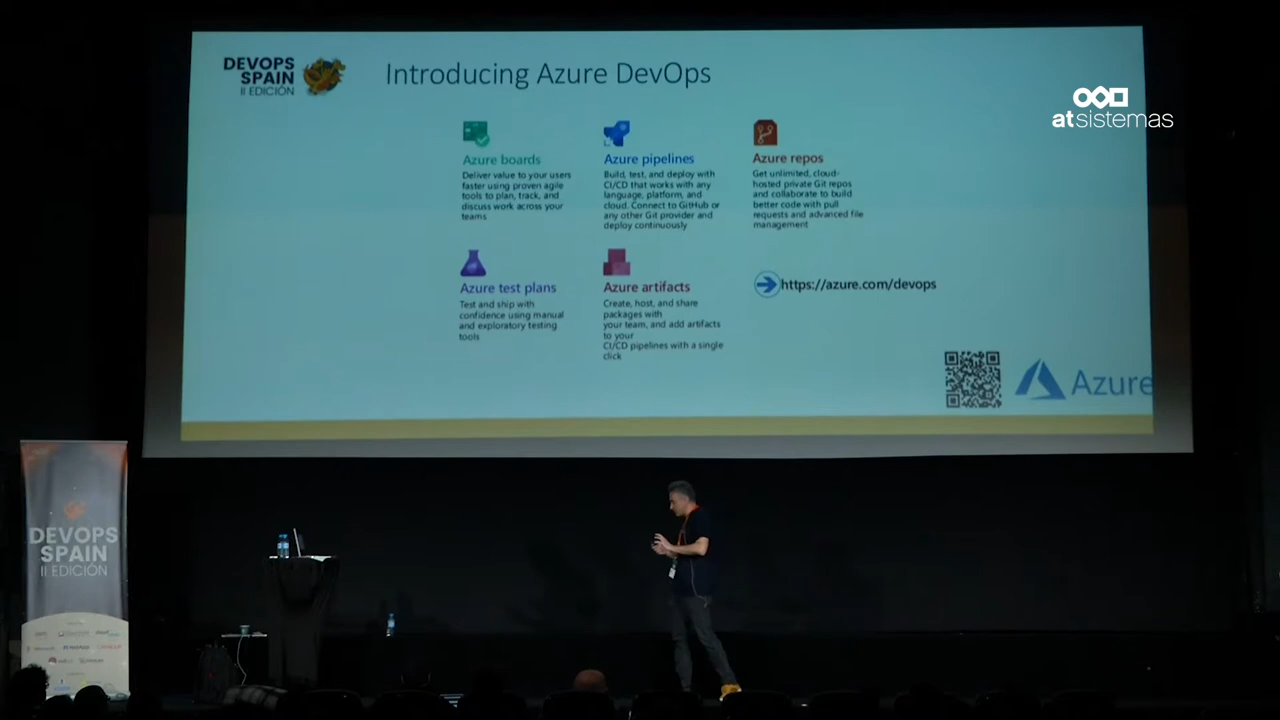 DEVOPS
SPAIN
II EDICIÓN
Introducing Azure DevOps
atsistemas
Azure boards
Deliver value to your users
faster using proven agile
tools to plan, track, and
discuss work across your
teams
Azure pipelines
Build, test, and deploy with
CI/CD that works with any
language, platform, and
cloud. Connect to GitHub or
any other Git provider and
deploy continuously
Azure repos
Get unlimited, cloud-
hosted private Git repos
and collaborate to build
better code with pull
requests and advanced file
management
Azure test plans
Test and ship with
confidence using manual
and exploratory testing
tools
Azure artifacts
Create, host, and share
packages with
your team, and add artifacts
to your
CI/CD pipelines with a single
click
https://azure.com/devops
Azure
DEVOPS
SPAIN
II EDICIÓN